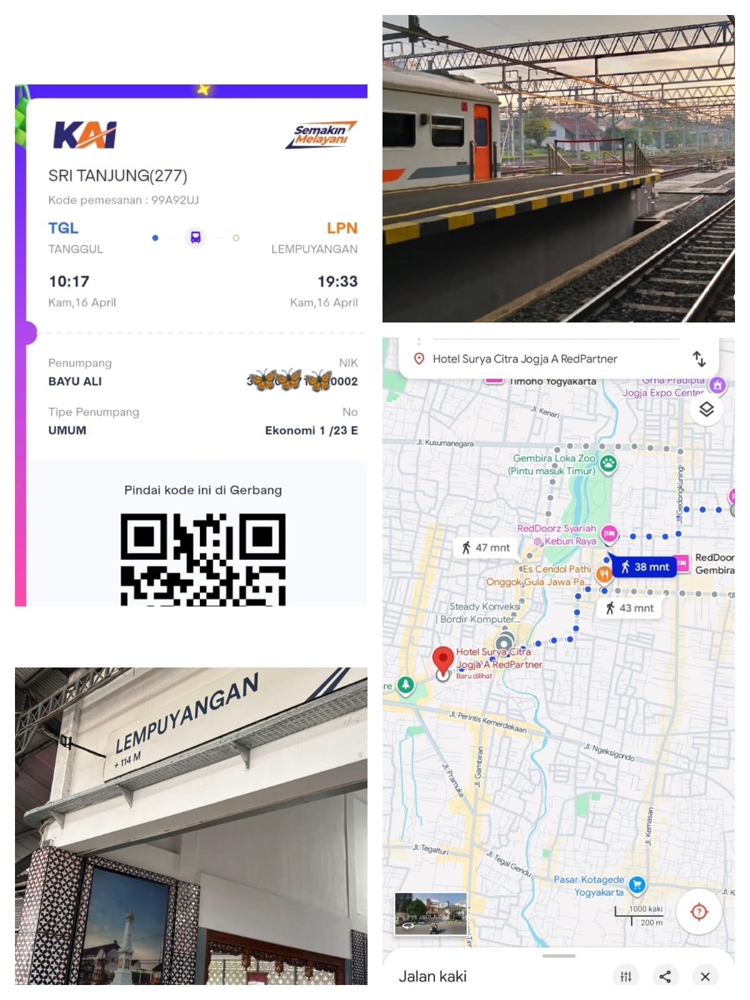 KAI
Semakin
Melayani
SRI TANJUNG(277)
Kode pemesanan : 99A92UJ
TGL LPN
TANGGUL LEMPUYANGAN
10:17 19:33
Kam,16 April Kam,16 April
Penumpang NIK
BAYU ALI 0002
Tipe Penumpang No
UMUM Ekonomi 1 /23 E
Pindai kode ini di Gerbang
LEMPUYANGAN
+ 114 M
Hotel Surya Citra Jogja A RedPartner
Timoho Yogyakarta
Grha Pradipta
Jogja Expo Center
Jl. Kenari
Jl. Kusumanegara
Gembira Loka Zoo
(Pintu masuk Timur)
Jl. Gedongkuning
RedDoorz Syariah
@ Kebun Raya
47 mnt
38 mnt
RedDoor
Gembira
Es Cendol Pathi
Onggok Gula Jawa Pa...
43 mnt
Steady Konveksi
| Bordir Komputer...
Hotel Surya Citra
Jogja A RedPartner
Baru dilihat
re
Jl. Perintis Kemerdekaan
Jl. Ngeksigondo
Jl. Pramuka
Jl. Gambiran
Jl. Kemasan
Jl. Tegalturi
Jl. Tegal Gendu
Pasar Kotagede
Yogyakarta
Jl. K
1000 kaki
200 m
Jalan kaki